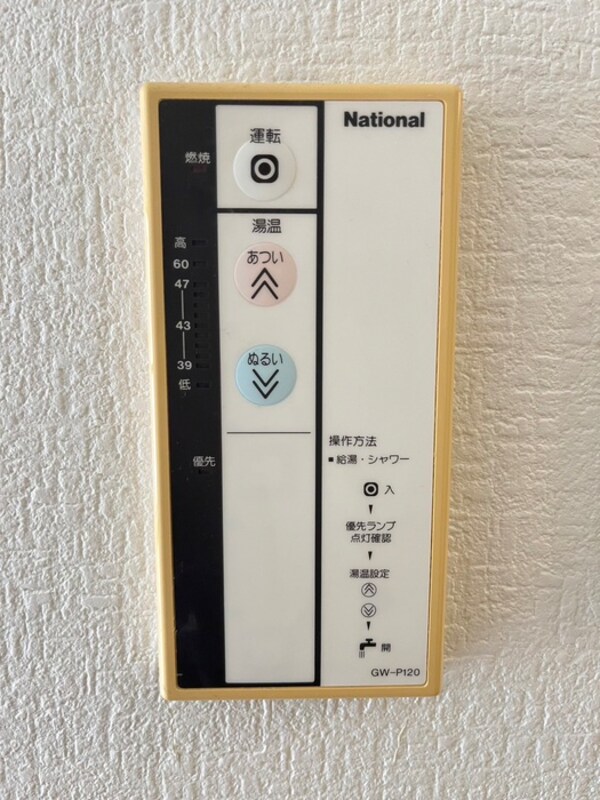 National
運転
燃焼
湯温
高
60
47
43
39
低
あつい
ぬるい
優先
操作方法
■ 給湯・シャワー
入
優先ランプ
点灯確認
湯温設定
開
GW-P120